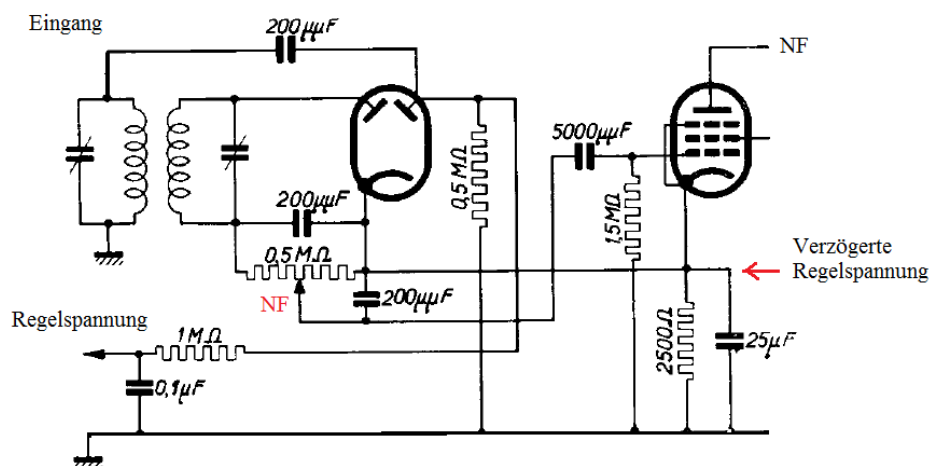 Eingang
200µµF
NF
5000µµF
0,5MΩ
200µµF
1,5MΩ
0,5MΩ
Verzögerte
Regelspannung
NF
200µµF
Regelspannung
1MΩ
2500Ω
25µF
0,1µF